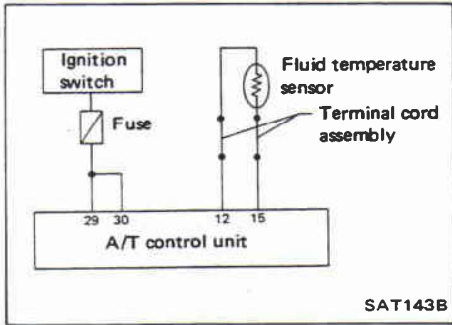 Ignition
switch
Fuse
Fluid temperature
sensor
Terminal cord
assembly
29 30 12 15
A/T control unit
SAT143B